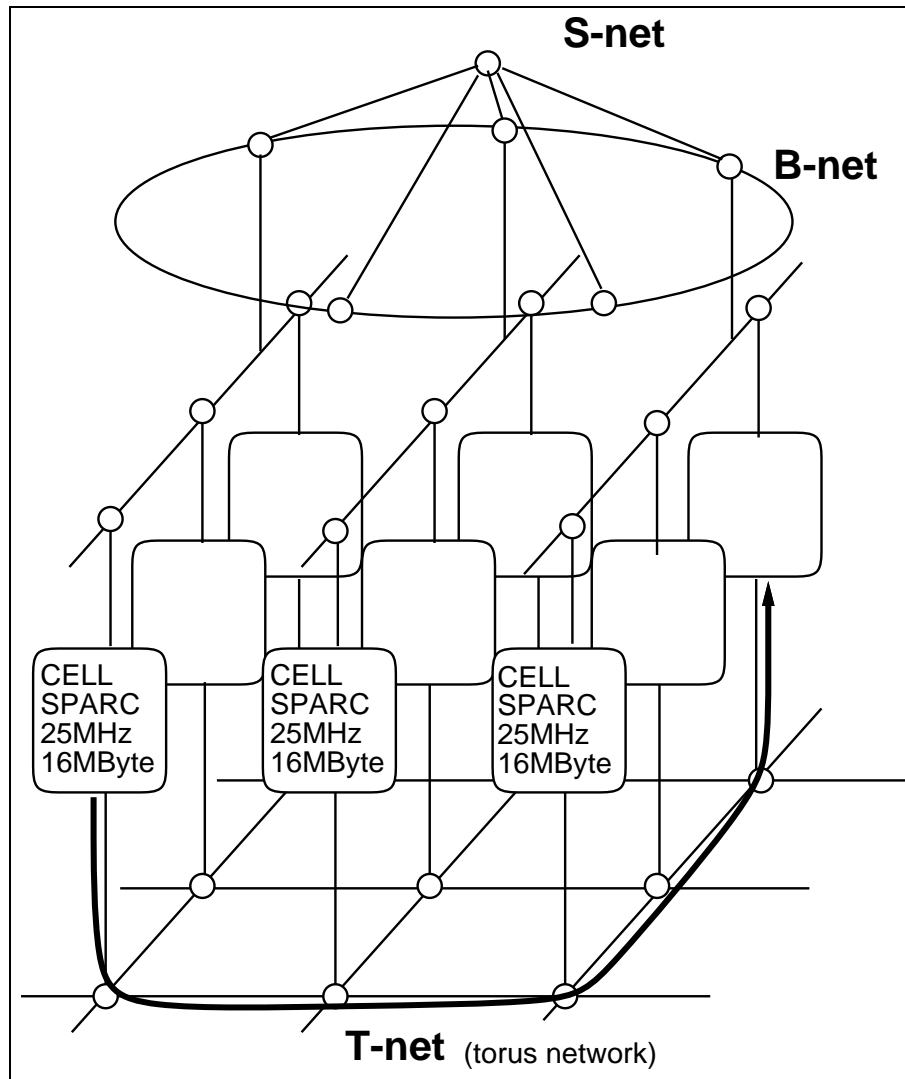 S-net
B-net
CELL
SPARC
25MHz
16MByte
CELL
SPARC
25MHz
16MByte
CELL
SPARC
25MHz
16MByte
T-net (torus network)